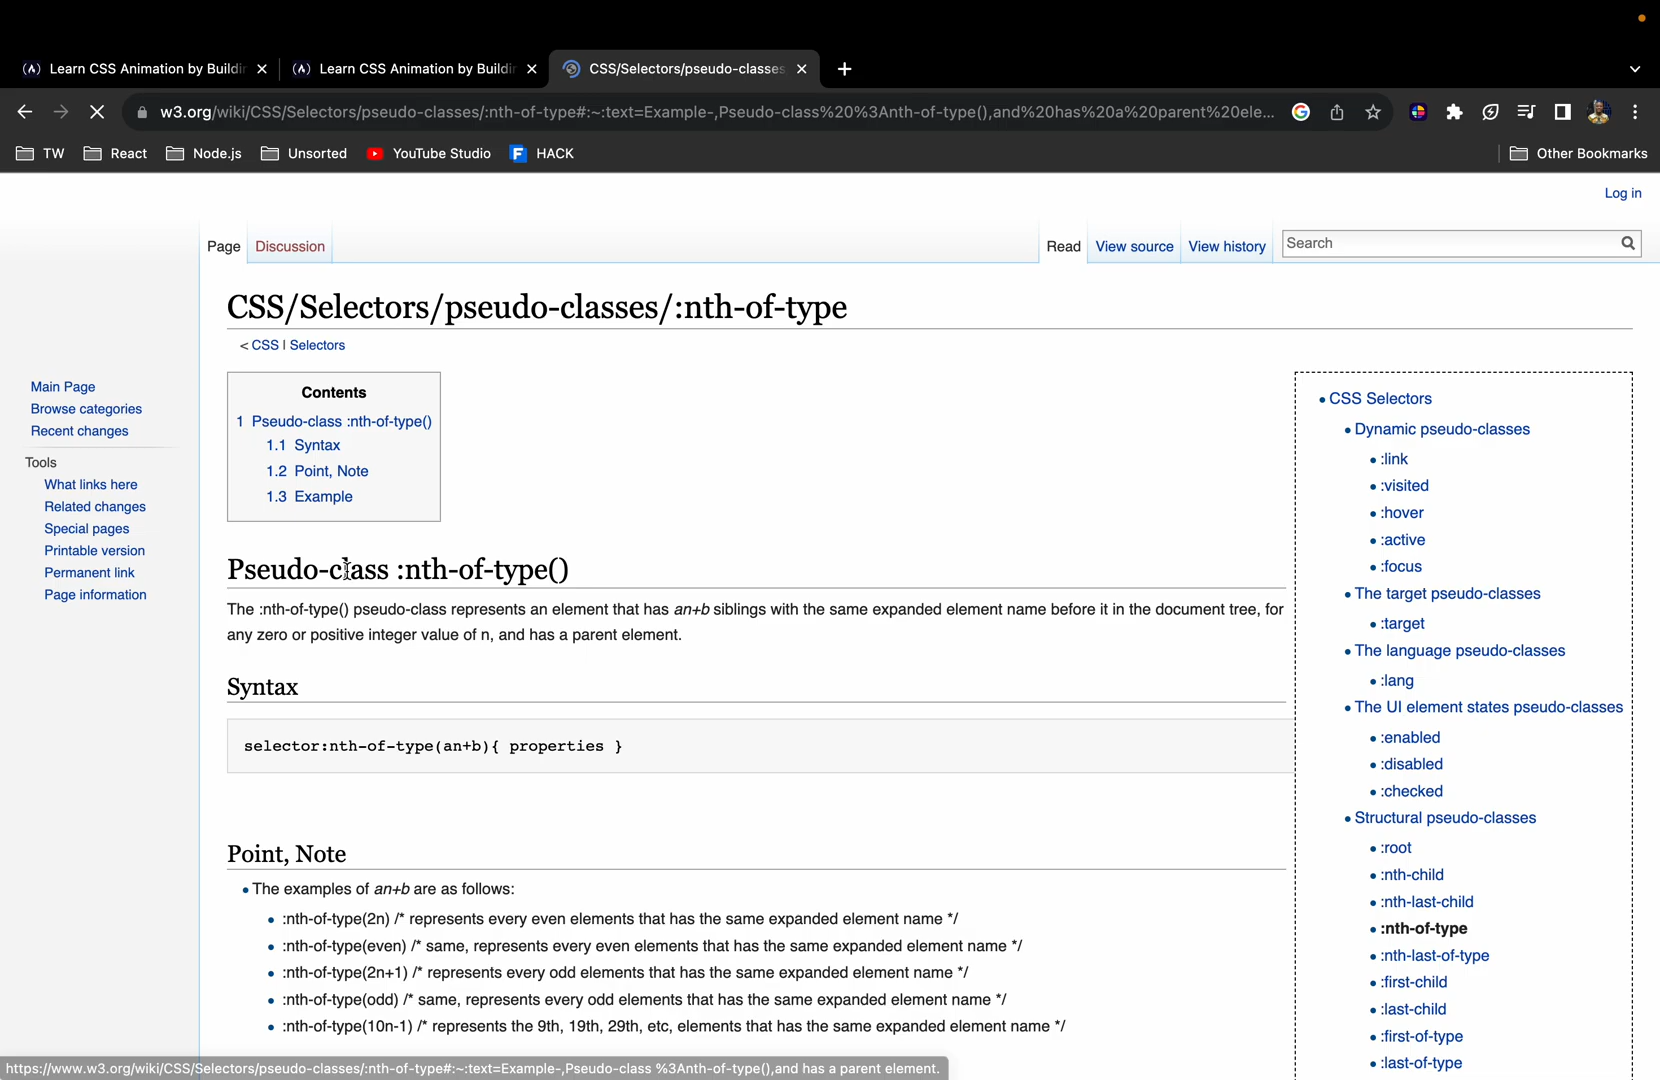 Learn CSS Animation by Buildin
Learn CSS Animation by Buildin
CSS/Selectors/pseudo-classes
w3.org/wiki/CSS/Selectors/pseudo-classes/:nth-of-type#:~:text=Example-,Pseudo-class%20%3Anth-of-type(),and%20has%20a%20parent%20ele...
TW
React
Node.js
Unsorted
YouTube Studio
F HACK
Other Bookmarks
Log in
Page
Discussion
Read
View source
View history
Search
CSS/Selectors/pseudo-classes/:nth-of-type
< CSS | Selectors
Main Page
Browse categories
Recent changes
Tools
What links here
Related changes
Special pages
Printable version
Permanent link
Page information
Contents
1 Pseudo-class :nth-of-type()
1.1 Syntax
1.2 Point, Note
1.3 Example
Pseudo-class :nth-of-type()
The :nth-of-type() pseudo-class represents an element that has an+b siblings with the same expanded element name before it in the document tree, for
any zero or positive integer value of n, and has a parent element.
Syntax
selector:nth-of-type(an+b){ properties }
Point, Note
The examples of an+b are as follows:
:nth-of-type(2n) /* represents every even elements that has the same expanded element name */
:nth-of-type(even) /* same, represents every even elements that has the same expanded element name */
:nth-of-type(2n+1) /* represents every odd elements that has the same expanded element name */
:nth-of-type(odd) /* same, represents every odd elements that has the same expanded element name */
:nth-of-type(10n-1) /* represents the 9th, 19th, 29th, etc, elements that has the same expanded element name */
CSS Selectors
Dynamic pseudo-classes
:link
:visited
:hover
:active
:focus
The target pseudo-classes
:target
The language pseudo-classes
:lang
The UI element states pseudo-classes
:enabled
:disabled
:checked
Structural pseudo-classes
:root
:nth-child
:nth-last-child
:nth-of-type
:nth-last-of-type
:first-child
:last-child
:first-of-type
:last-of-type
https://www.w3.org/wiki/CSS/Selectors/pseudo-classes/:nth-of-type#:~:text=Example-,Pseudo-class %3Anth-of-type(),and has a parent element.